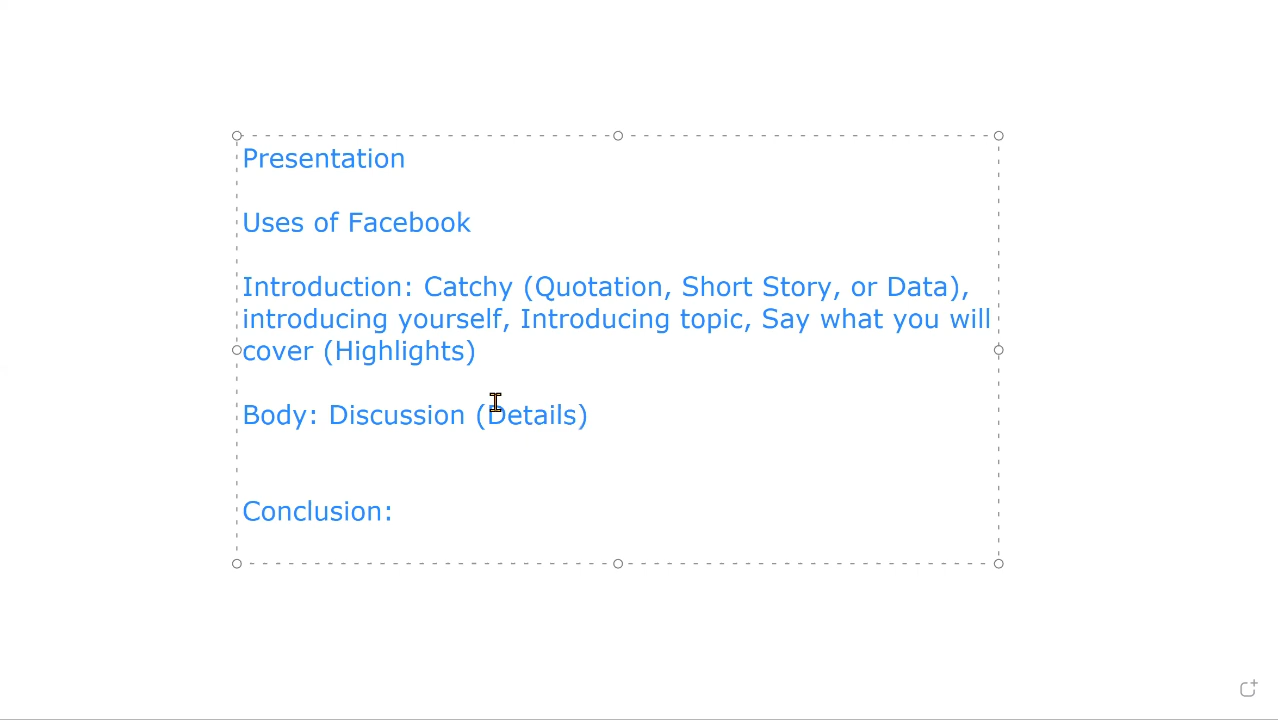 Presentation
Uses of Facebook
Introduction: Catchy (Quotation, Short Story, or Data),
introducing yourself, Introducing topic, Say what you will
cover (Highlights)
Body: Discussion (Details)
Conclusion: